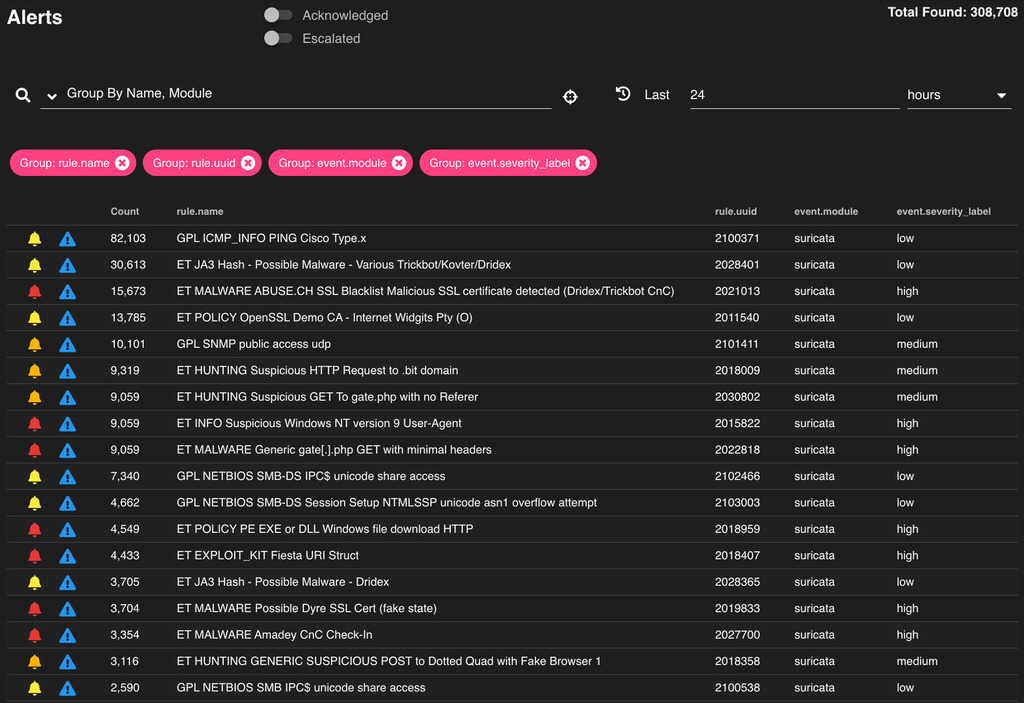 Alerts
Acknowledged
Escalated
Total Found: 308,708
Group By Name, Module
Last 24 hours
Group: rule.name Group: rule.uuid Group: event.module Group: event.severity_label
Count rule.name rule.uuid event.module event.severity_label
82,103 GPL ICMP_INFO PING Cisco Type.x 2100371 suricata low
30,613 ET JA3 Hash - Possible Malware - Various Trickbot/Kovter/Dridex 2028401 suricata low
15,673 ET MALWARE ABUSE.CH SSL Blacklist Malicious SSL certificate detected (Dridex/Trickbot CnC) 2021013 suricata high
13,785 ET POLICY OpenSSL Demo CA - Internet Widgits Pty (O) 2011540 suricata low
10,101 GPL SNMP public access udp 2101411 suricata medium
9,319 ET HUNTING Suspicious HTTP Request to .bit domain 2018009 suricata medium
9,059 ET HUNTING Suspicious GET To gate.php with no Referer 2030802 suricata medium
9,059 ET INFO Suspicious Windows NT version 9 User-Agent 2015822 suricata high
9,059 ET MALWARE Generic gate[.].php GET with minimal headers 2022818 suricata high
7,340 GPL NETBIOS SMB-DS IPC$ unicode share access 2102466 suricata low
4,662 GPL NETBIOS SMB-DS Session Setup NTMLSSP unicode asn1 overflow attempt 2103003 suricata low
4,549 ET POLICY PE EXE or DLL Windows file download HTTP 2018959 suricata high
4,433 ET EXPLOIT_KIT Fiesta URI Struct 2018407 suricata high
3,705 ET JA3 Hash - Possible Malware - Dridex 2028365 suricata low
3,704 ET MALWARE Possible Dyre SSL Cert (fake state) 2019833 suricata high
3,354 ET MALWARE Amadey CnC Check-In 2027700 suricata high
3,116 ET HUNTING GENERIC SUSPICIOUS POST to Dotted Quad with Fake Browser 1 2018358 suricata medium
2,590 GPL NETBIOS SMB IPC$ unicode share access 2100538 suricata low